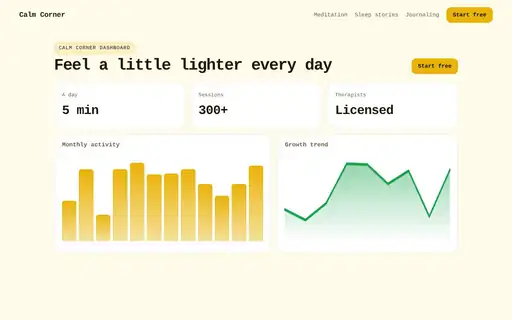 Calm Corner
Meditation Sleep stories Journaling Start free
CALM CORNER DASHBOARD
Feel a little lighter every day
Start free
A day
5 min
Sessions
300+
Therapists
Licensed
Monthly activity
Growth trend